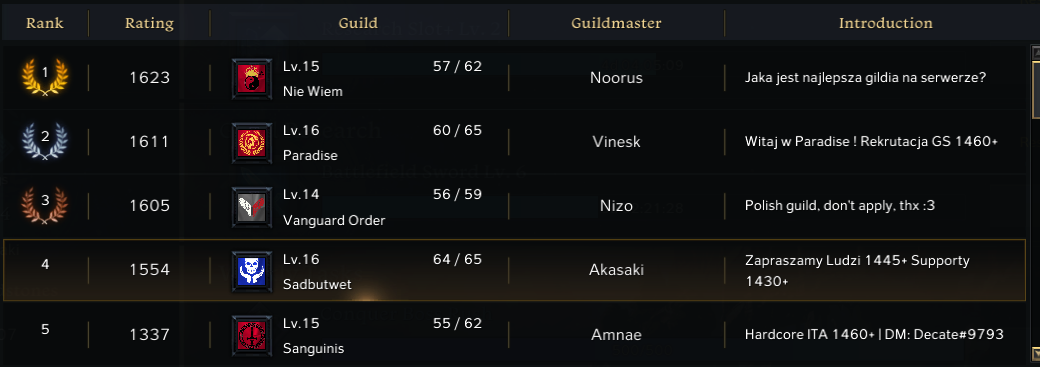 Rank Rating Guild Guildmaster Introduction
1 1623 Lv.15 57 / 62 Nie Wiem Noorus Jaka jest najlepsza gildia na serwerze?
2 1611 Lv.16 60 / 65 Paradise Vinesk Witaj w Paradise ! Rekrutacja GS 1460+
3 1605 Lv.14 56 / 59 Vanguard Order Nizo Polish guild, don't apply, thx :3
4 1554 Lv.16 64 / 65 Sadbutwet Akasaki Zapraszamy Ludzi 1445+ Supporty
1430+
5 1337 Lv.15 55 / 62 Sanguinis Amnae Hardcore ITA 1460+ | DM: Decate#9793